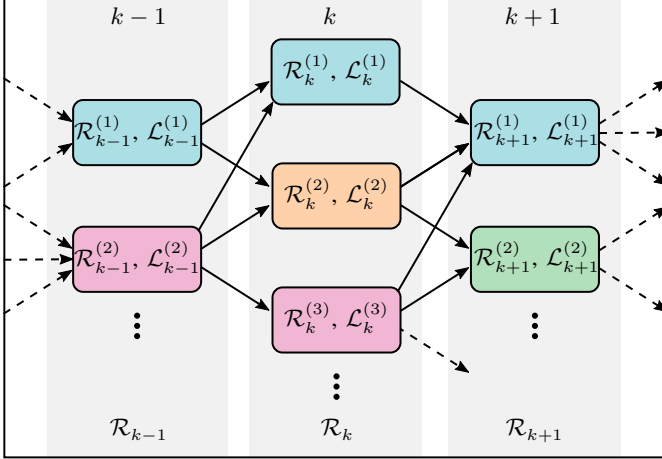 k − 1 k k + 1
ℛ_k^(1), ℒ_k^(1)
ℛ_{k−1}^(1), ℒ_{k−1}^(1) ℛ_{k+1}^(1), ℒ_{k+1}^(1)
ℛ_k^(2), ℒ_k^(2)
ℛ_{k−1}^(2), ℒ_{k−1}^(2) ℛ_{k+1}^(2), ℒ_{k+1}^(2)
ℛ_k^(3), ℒ_k^(3)
ℛ_{k−1} ℛ_k ℛ_{k+1}